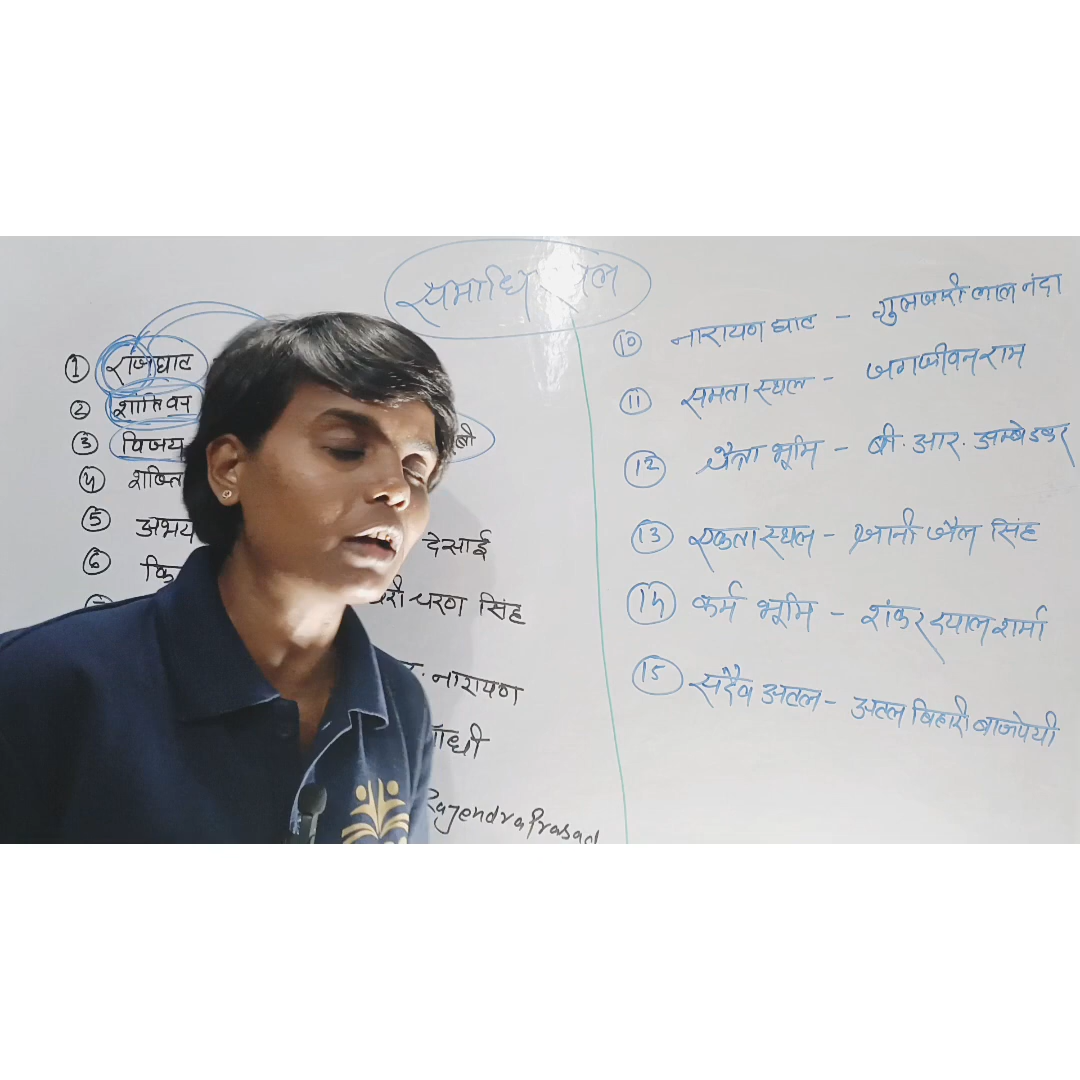 समाधि
① राजघाट
② शान्ति वन
③ विजय
④ शक्ति
⑤ अभय
देसाई
⑥
चरण सिंह
नारायण
Rajendra Prasad
⑩ नारायण घाट - गुलजारी लाल नंदा
⑪ समता स्थल - जगजीवन राम
⑫ चैत्रा भूमि - बी. आर. अम्बेडकर
⑬ एकता स्थल - ज्ञानी जैल सिंह
⑭ कर्म भूमि - शंकर दयाल शर्मा
⑮ सदैव अटल - अटल बिहारी बाजपेयी